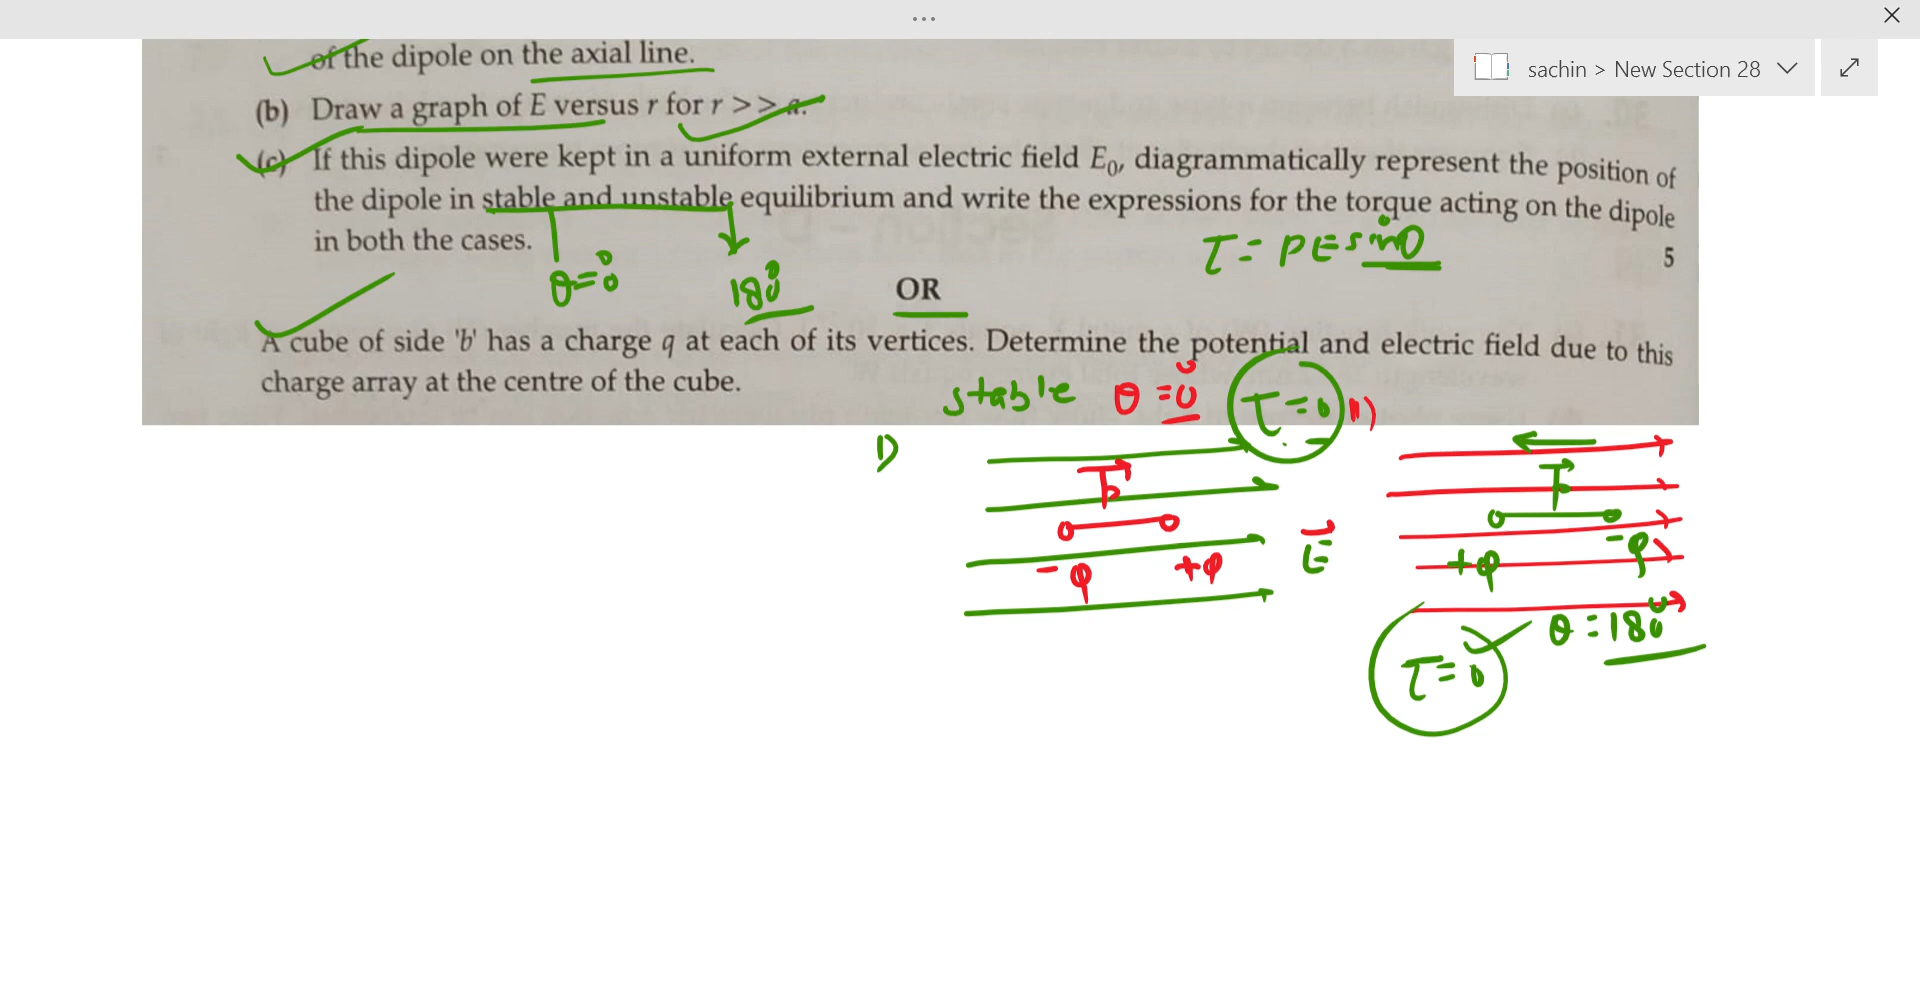 sachin > New Section 28
of the dipole on the axial line.
(b) Draw a graph of E versus r for r >> a.
(c) If this dipole were kept in a uniform external electric field E₀, diagrammatically represent the position of
the dipole in stable and unstable equilibrium and write the expressions for the torque acting on the dipole
in both the cases.
5
τ = PE sinθ
θ = 0°
180°
OR
A cube of side 'b' has a charge q at each of its vertices. Determine the potential and electric field due to this
charge array at the centre of the cube.
stable θ = 0° τ = 0
I)
II)
P
P
E
- q +q
+q -q
θ = 180°
τ = 0